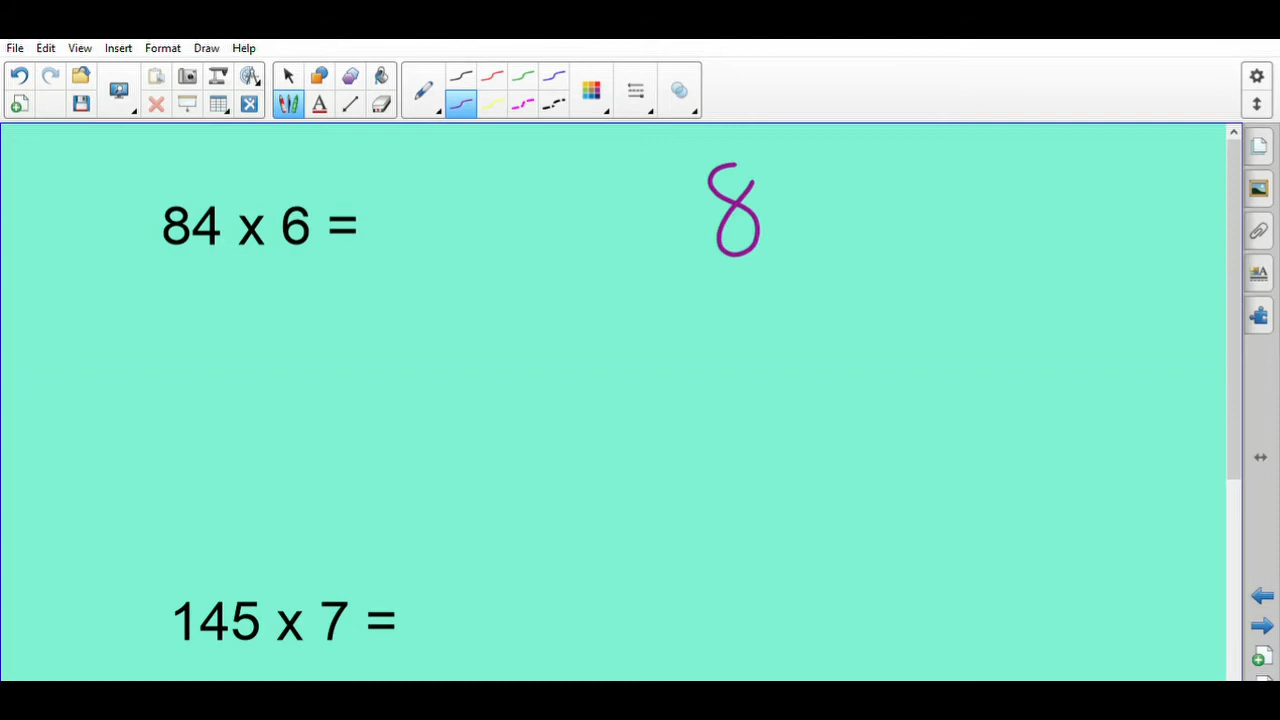 File Edit View Insert Format Draw Help
84 x 6 =
8
145 x 7 =